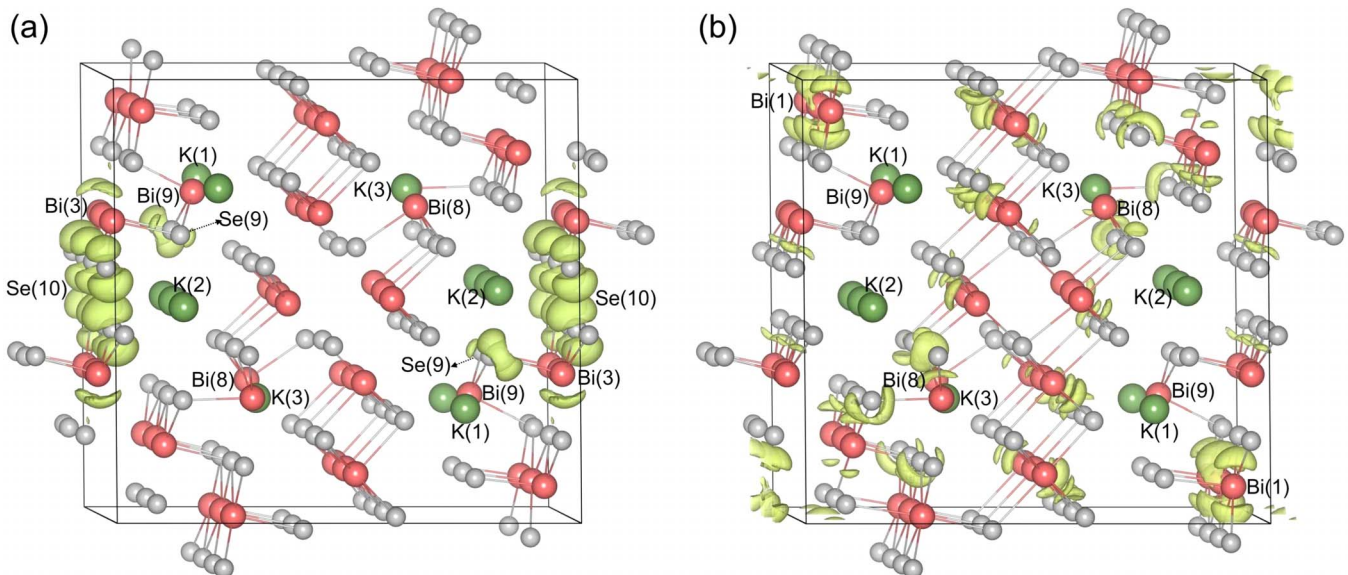 (a)
K(1)
Bi(9)
Bi(3)
Se(9)
K(3)
Bi(8)
Se(10)
K(2)
K(2)
Se(10)
Se(9)
Bi(8)
K(3)
Bi(9)
Bi(3)
K(1)
(b)
Bi(1)
K(1)
Bi(9)
K(3)
Bi(8)
K(2)
K(2)
Bi(8)
K(3)
Bi(9)
K(1)
Bi(1)